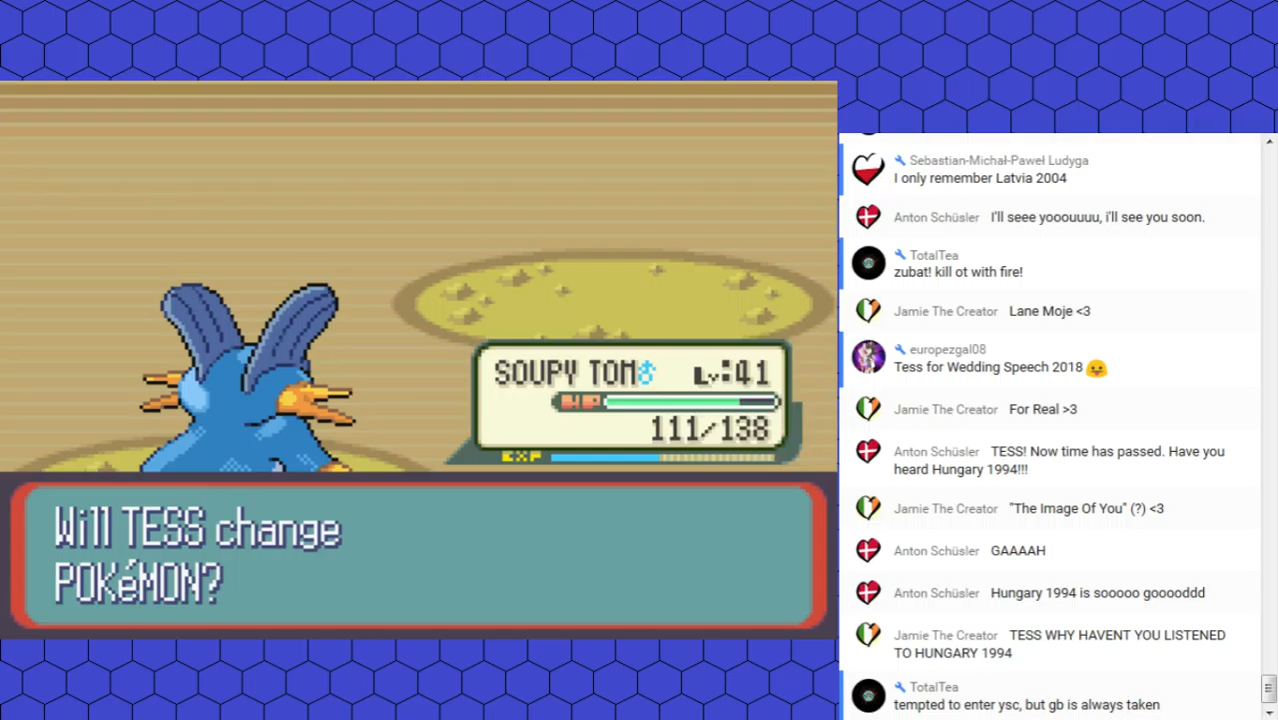 SOUPY TOM♂ Lv:41
111/138
EXP
Will TESS change
POKéMON?
Sebastian-Michał-Paweł Ludyga
I only remember Latvia 2004
Anton Schüsler I'll seee yooouuuu, i'll see you soon.
TotalTea
zubat! kill ot with fire!
Jamie The Creator Lane Moje <3
europezgal08
Tess for Wedding Speech 2018 😛
Jamie The Creator For Real >3
Anton Schüsler TESS! Now time has passed. Have you
heard Hungary 1994!!!
Jamie The Creator "The Image Of You" (?) <3
Anton Schüsler GAAAAH
Anton Schüsler Hungary 1994 is sooooo gooooddd
Jamie The Creator TESS WHY HAVENT YOU LISTENED
TO HUNGARY 1994
TotalTea
tempted to enter ysc, but gb is always taken